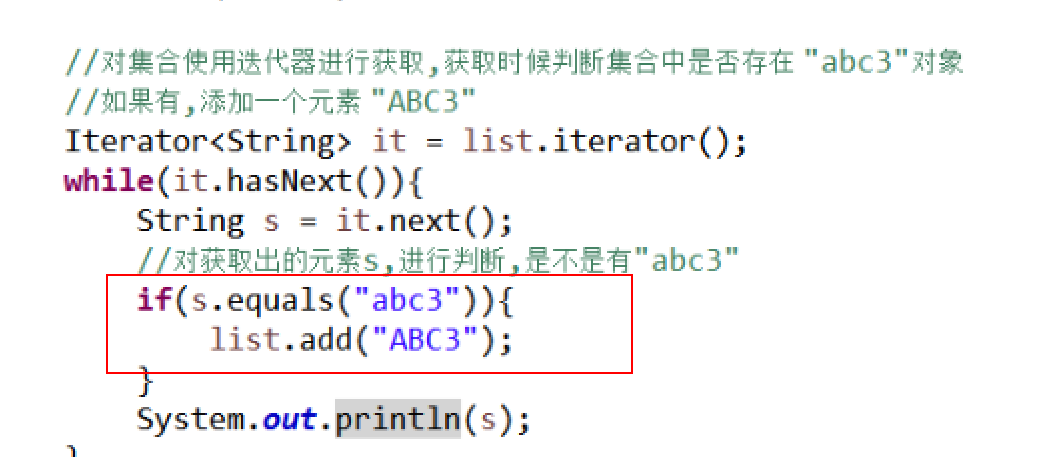 //对集合使用迭代器进行获取,获取时候判断集合中是否存在 "abc3"对象
//如果有,添加一个元素 "ABC3"
Iterator<String> it = list.iterator();
while(it.hasNext()){
String s = it.next();
//对获取出的元素s,进行判断,是不是有"abc3"
if(s.equals("abc3")){
list.add("ABC3");
}
System.out.println(s);
}